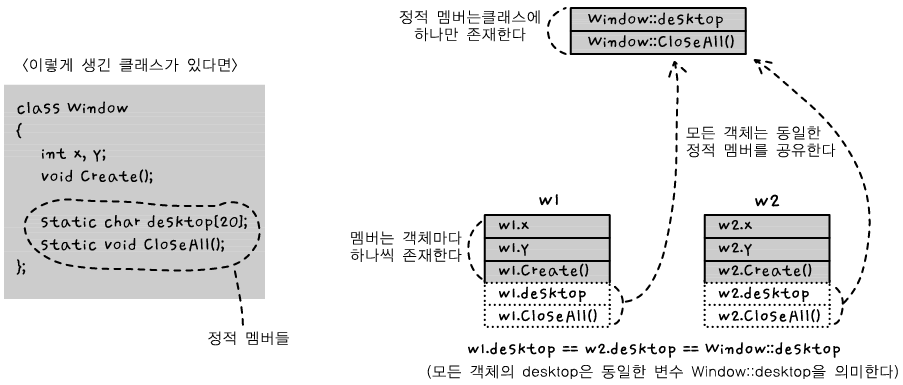 <이렇게 생긴 클래스가 있다면>
class Window
{
int x, y;
void Create();
static char desktop[20];
static void CloseAll();
};
정적 멤버들
정적 멤버는클래스에
하나만 존재한다
Window::desktop
Window::CloseAll()
모든 객체는 동일한
정적 멤버를 공유한다
멤버는 객체마다
하나씩 존재한다
w1
w1.x
w1.y
w1.Create()
w1.desktop
w1.CloseAll()
w2
w2.x
w2.y
w2.Create()
w2.desktop
w2.CloseAll()
w1.desktop == w2.desktop == Window::desktop
(모든 객체의 desktop은 동일한 변수 Window::desktop을 의미한다)